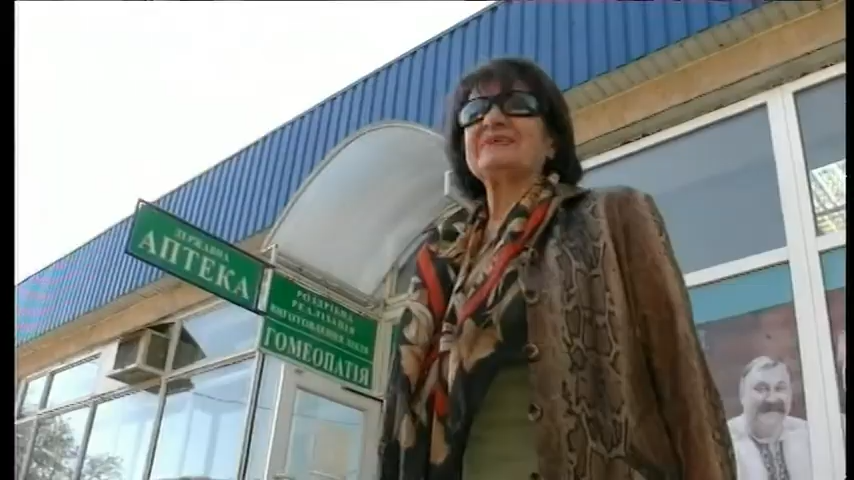 ДЕРЖАВНА
АПТЕКА
РОЗДРІБНА
РЕАЛІЗАЦІЯ
ВИГОТОВЛЕННЯ ЛІКІВ
ГОМЕОПАТІЯ